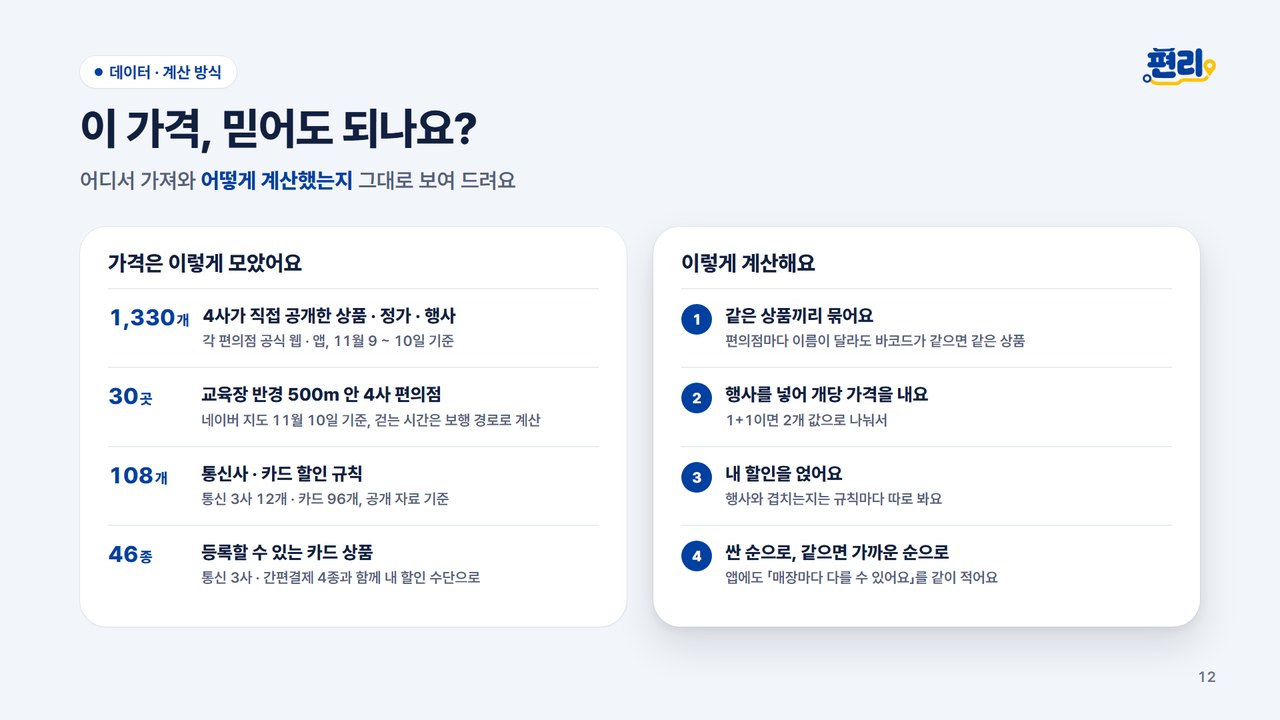 데이터 · 계산 방식
편리
이 가격, 믿어도 되나요?
어디서 가져와 어떻게 계산했는지 그대로 보여 드려요
가격은 이렇게 모았어요
1,330개 4사가 직접 공개한 상품 · 정가 · 행사
각 편의점 공식 웹 · 앱, 11월 9 ~ 10일 기준
30곳 교육장 반경 500m 안 4사 편의점
네이버 지도 11월 10일 기준, 걷는 시간은 보행 경로로 계산
108개 통신사 · 카드 할인 규칙
통신 3사 12개 · 카드 96개, 공개 자료 기준
46종 등록할 수 있는 카드 상품
통신 3사 · 간편결제 4종과 함께 내 할인 수단으로
이렇게 계산해요
1 같은 상품끼리 묶어요
편의점마다 이름이 달라도 바코드가 같으면 같은 상품
2 행사를 넣어 개당 가격을 내요
1+1이면 2개 값으로 나눠서
3 내 할인을 얹어요
행사와 겹치는지는 규칙마다 따로 봐요
4 싼 순으로, 같으면 가까운 순으로
앱에도 「매장마다 다를 수 있어요」를 같이 적어요
12